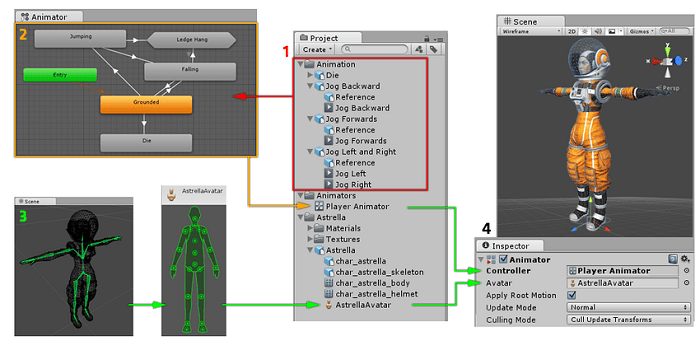 Animator
2
Jumping
Ledge Hang
Falling
Entry
Grounded
Die
1
Project
Create
Animation
Die
Jog Backward
Reference
Jog Backward
Jog Forwards
Reference
Jog Forwards
Jog Left and Right
Reference
Jog Left
Jog Right
Animators
Player Animator
Astrella
Materials
Textures
Astrella
char_astrella
char_astrella_skeleton
char_astrella_body
char_astrella_helmet
AstrellaAvatar
3
Scene
AstrellaAvatar
Scene
Wireframe
2D
Gizmos
All
y
x
Persp
4
Inspector
Animator
Controller
Player Animator
Avatar
AstrellaAvatar
Apply Root Motion
Update Mode
Normal
Culling Mode
Cull Update Transforms